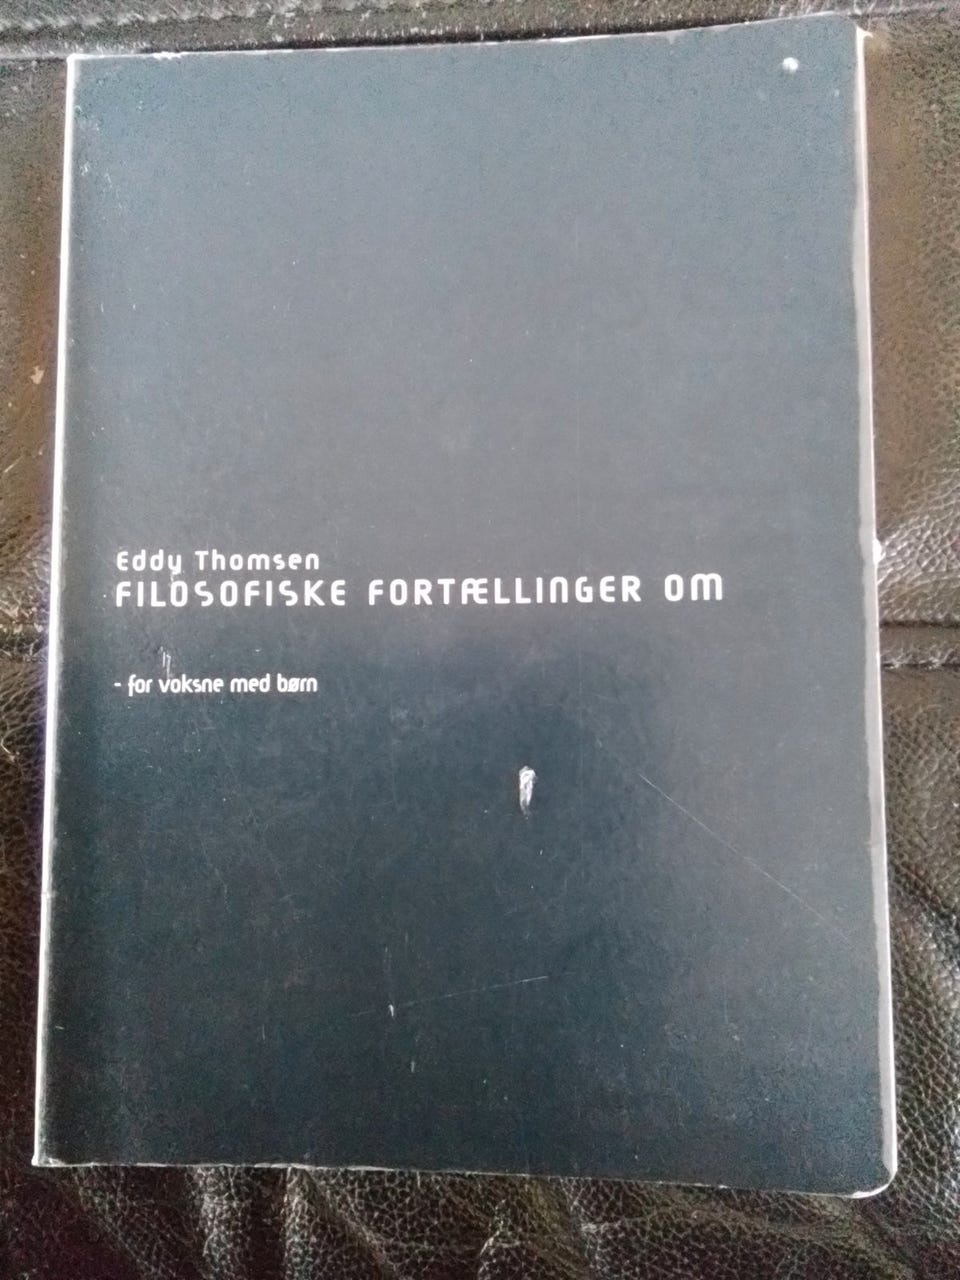 Eddy Thomsen
FILOSOFISKE FORTÆLLINGER OM
- for voksne med børn